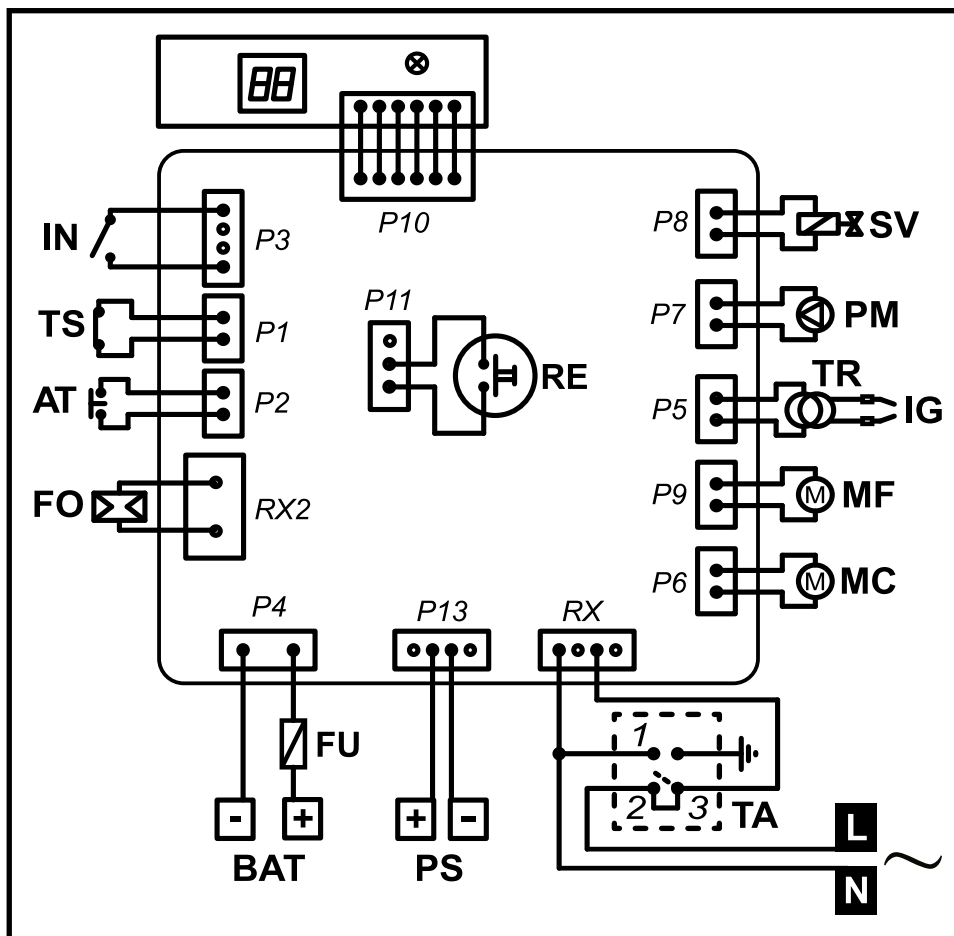 88
P10
IN
P3
P8
SV
TS
P1
P11
P7
PM
RE
TR
AT
P2
P5
IG
FO
RX2
P9
MF
P6
MC
P4
P13
RX
FU
1
2
3
TA
- +
+ -
BAT
PS
L
N
~
M
M